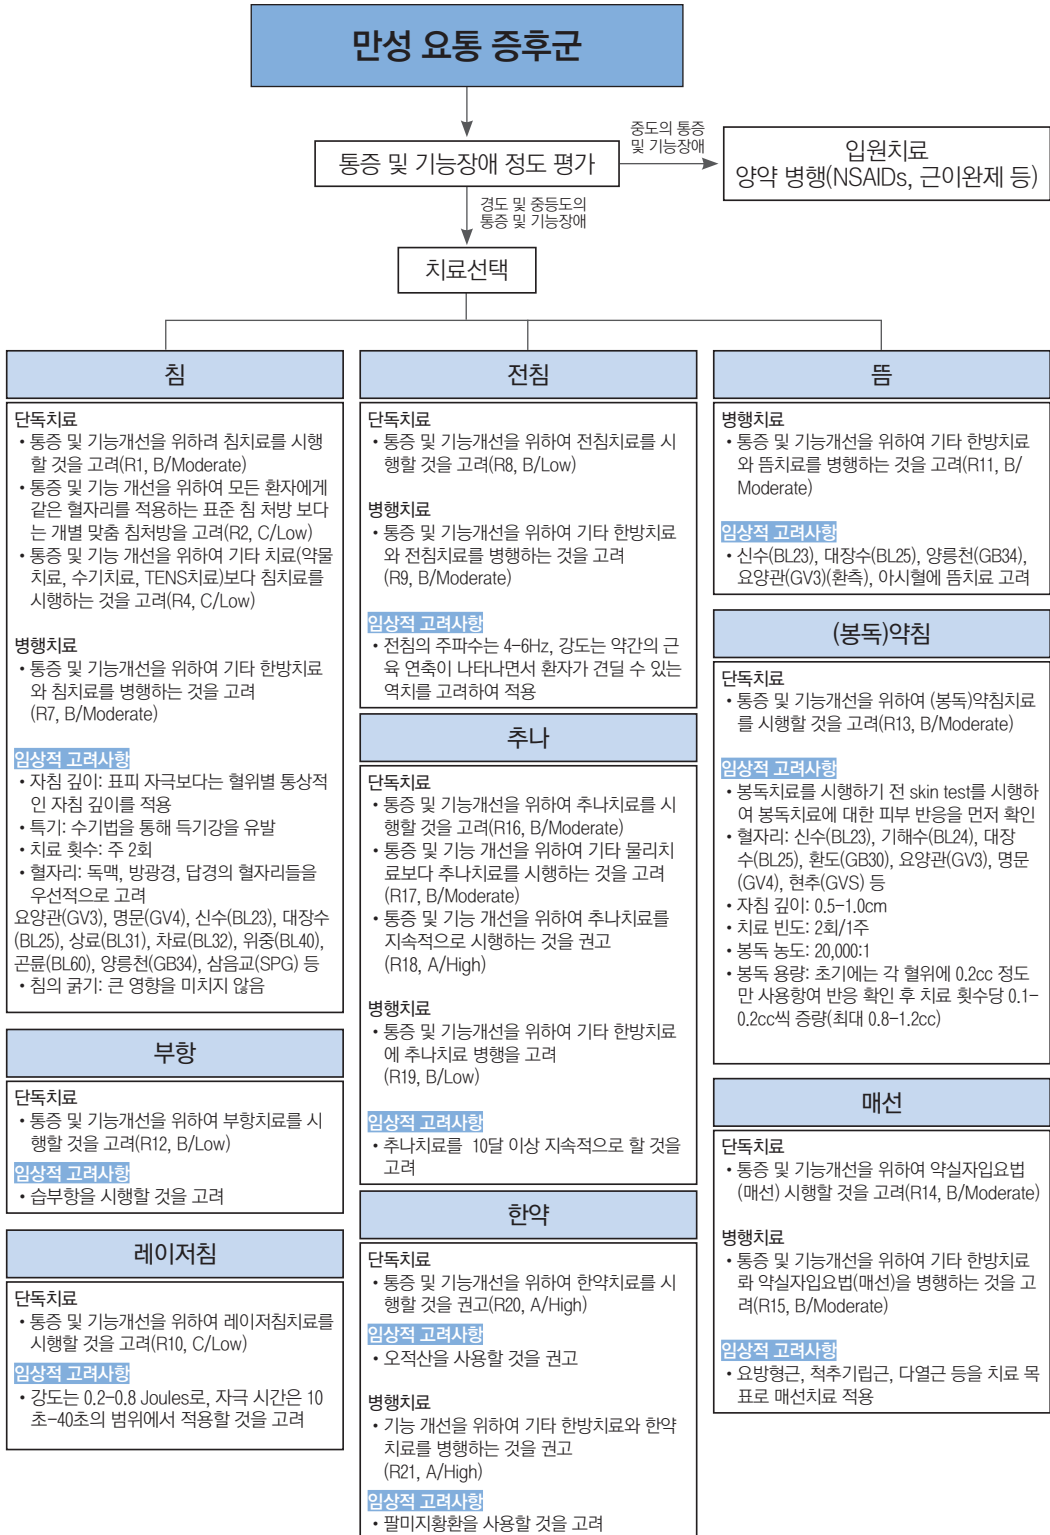 만성 요통 증후군
통증 및 기능장애 정도 평가
중도의 통증
및 기능장애
입원치료
양약 병행(NSAIDs, 근이완제 등)
경도 및 중등도의
통증 및 기능장애
치료선택
침
단독치료
• 통증 및 기능개선을 위하려 침치료를 시행
할 것을 고려(R1, B/Moderate)
• 통증 및 기능 개선을 위하여 모든 환자에게
같은 혈자리를 적용하는 표준 침 처방 보다
는 개별 맞춤 침처방을 고려(R2, C/Low)
• 통증 및 기능 개선을 위하여 기타 치료(약물
치료, 수기치료, TENS치료)보다 침치료를
시행하는 것을 고려(R4, C/Low)
병행치료
• 통증 및 기능개선을 위하여 기타 한방치료
와 침치료를 병행하는 것을 고려
(R7, B/Moderate)
임상적 고려사항
• 자침 깊이: 표피 자극보다는 혈위별 통상적
인 자침 깊이를 적용
• 특기: 수기법을 통해 득기강을 유발
• 치료 횟수: 주 2회
• 혈자리: 독맥, 방광경, 답경의 혈자리들을
우선적으로 고려
요양관(GV3), 명문(GV4), 신수(BL23), 대장수
(BL25), 상료(BL31), 차료(BL32), 위중(BL40),
곤륜(BL60), 양릉천(GB34), 삼음교(SPG) 등
• 침의 굵기: 큰 영향을 미치지 않음
부항
단독치료
• 통증 및 기능개선을 위하여 부항치료를 시
행할 것을 고려(R12, B/Low)
임상적 고려사항
• 습부항을 시행할 것을 고려
레이저침
단독치료
• 통증 및 기능개선을 위하여 레이저침치료를
시행할 것을 고려(R10, C/Low)
임상적 고려사항
• 강도는 0.2-0.8 Joules로, 자극 시간은 10
초-40초의 범위에서 적용할 것을 고려
전침
단독치료
• 통증 및 기능개선을 위하여 전침치료를 시
행할 것을 고려(R8, B/Low)
병행치료
• 통증 및 기능개선을 위하여 기타 한방치료
와 전침치료를 병행하는 것을 고려
(R9, B/Moderate)
임상적 고려사항
• 전침의 주파수는 4-6Hz, 강도는 약간의 근
육 연축이 나타나면서 환자가 견딜 수 있는
역치를 고려하여 적용
추나
단독치료
• 통증 및 기능개선을 위하여 추나치료를 시
행할 것을 고려(R16, B/Moderate)
• 통증 및 기능 개선을 위하여 기타 물리치
료보다 추나치료를 시행하는 것을 고려
(R17, B/Moderate)
• 통증 및 기능 개선을 위하여 추나치료를
지속적으로 시행하는 것을 권고
(R18, A/High)
병행치료
• 통증 및 기능개선을 위하여 기타 한방치료
에 추나치료 병행을 고려
(R19, B/Low)
임상적 고려사항
• 추나치료를 10달 이상 지속적으로 할 것을
고려
한약
단독치료
• 통증 및 기능개선을 위하여 한약치료를 시
행할 것을 권고(R20, A/High)
임상적 고려사항
• 오적산을 사용할 것을 권고
병행치료
• 기능 개선을 위하여 기타 한방치료와 한약
치료를 병행하는 것을 권고
(R21, A/High)
임상적 고려사항
• 팔미지황환을 사용할 것을 고려
뜸
병행치료
• 통증 및 기능개선을 위하여 기타 한방치료
와 뜸치료를 병행하는 것을 고려(R11, B/
Moderate)
임상적 고려사항
• 신수(BL23), 대장수(BL25), 양릉천(GB34),
요양관(GV3)(환측), 아시혈에 뜸치료 고려
(봉독)약침
단독치료
• 통증 및 기능개선을 위하여 (봉독)약침치료
를 시행할 것을 고려(R13, B/Moderate)
임상적 고려사항
• 봉독치료를 시행하기 전 skin test를 시행하
여 봉독치료에 대한 피부 반응을 먼저 확인
• 혈자리: 신수(BL23), 기해수(BL24), 대장
수(BL25), 환도(GB30), 요양관(GV3), 명문
(GV4), 현추(GVS) 등
• 자침 깊이: 0.5-1.0cm
• 치료 빈도: 2회/1주
• 봉독 농도: 20,000:1
• 봉독 용량: 초기에는 각 혈위에 0.2cc 정도
만 사용항여 반응 확인 후 치료 횟수당 0.1-
0.2cc씩 증량(최대 0.8-1.2cc)
매선
단독치료
• 통증 및 기능개선을 위하여 약실자입요법
(매선) 시행할 것을 고려(R14, B/Moderate)
병행치료
• 통증 및 기능개선을 위하여 기타 한방치료
롸 약실자입요법(매선)을 병행하는 것을 고
려(R15, B/Moderate)
임상적 고려사항
• 요방형근, 척추기립근, 다열근 등을 치료 목
표로 매선치료 적용